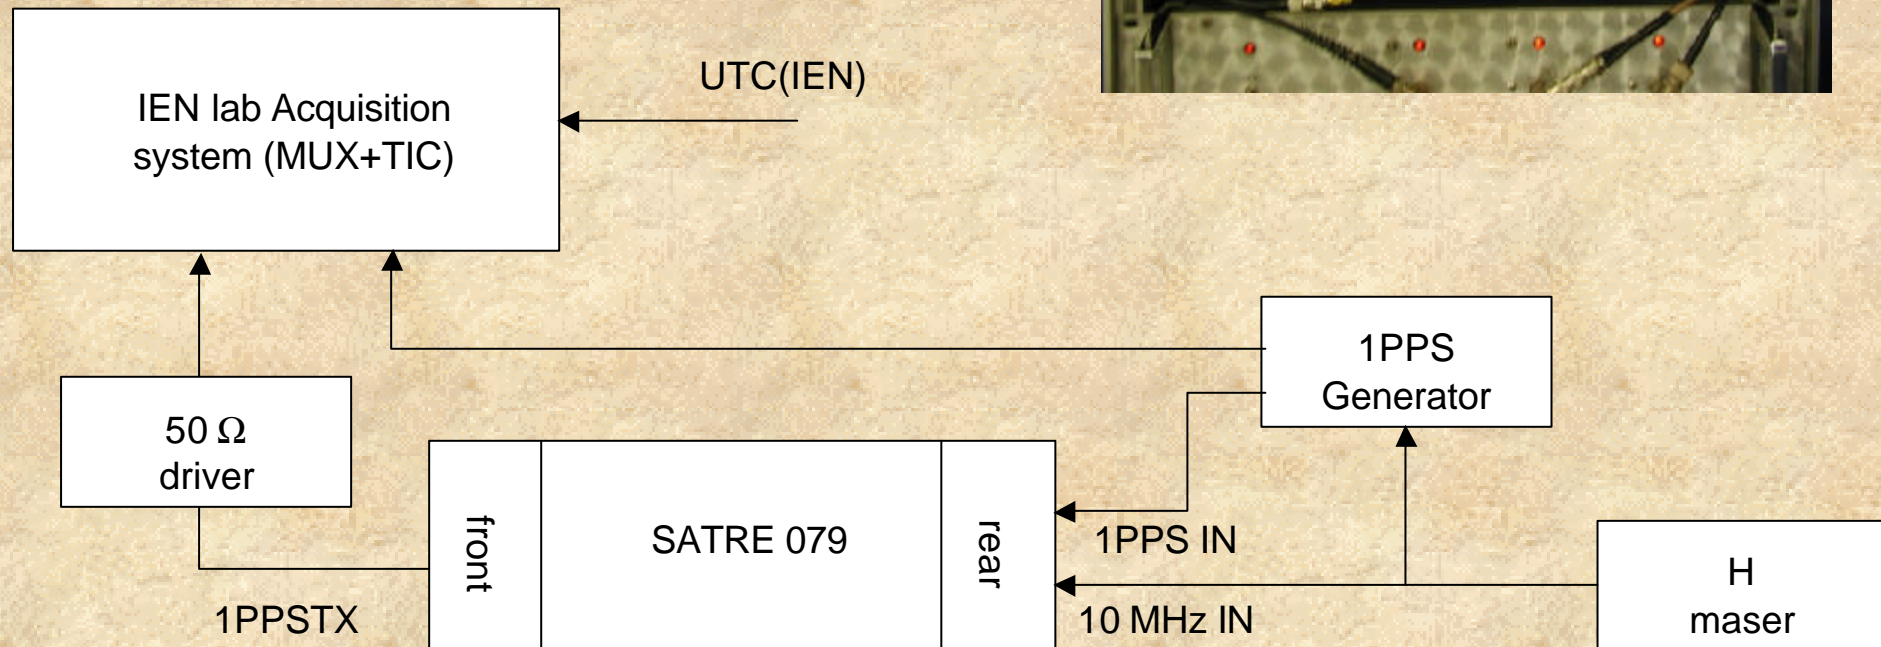 UTC(IEN)
IEN lab Acquisition
system (MUX+TIC)
1PPS
Generator
50 Ω
driver
front
SATRE 079
rear
1PPS IN
10 MHz IN
1PPSTX
H
maser